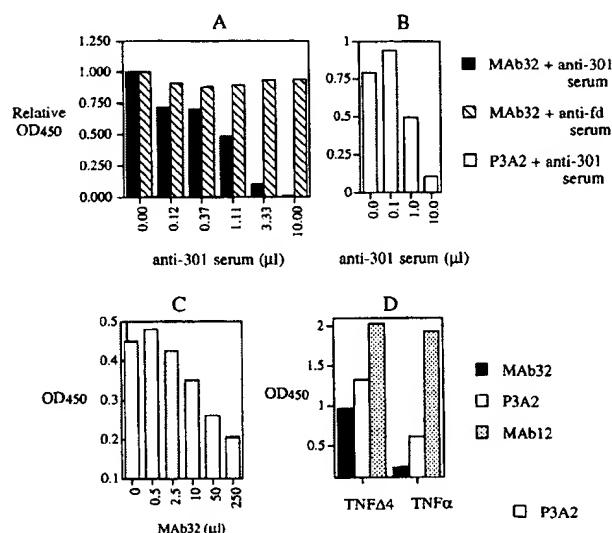 A
1.250
1.000
0.750
0.500
0.250
0.000
Relative
OD450
0.00
0.12
0.37
1.11
3.33
10.00
anti-301 serum (µl)
B
1
0.75
0.5
0.25
0
0.0
0.1
1.0
10.0
anti-301 serum (µl)
MAb32 + anti-301
serum
MAb32 + anti-fd
serum
P3A2 + anti-301
serum
C
0.5
0.4
0.3
0.2
0.1
OD450
0
0.5
2.5
10
50
250
MAb32 (µl)
D
2
1.5
1
0.5
OD450
TNFΔ4
TNFα
MAb32
P3A2
MAb12
P3A2